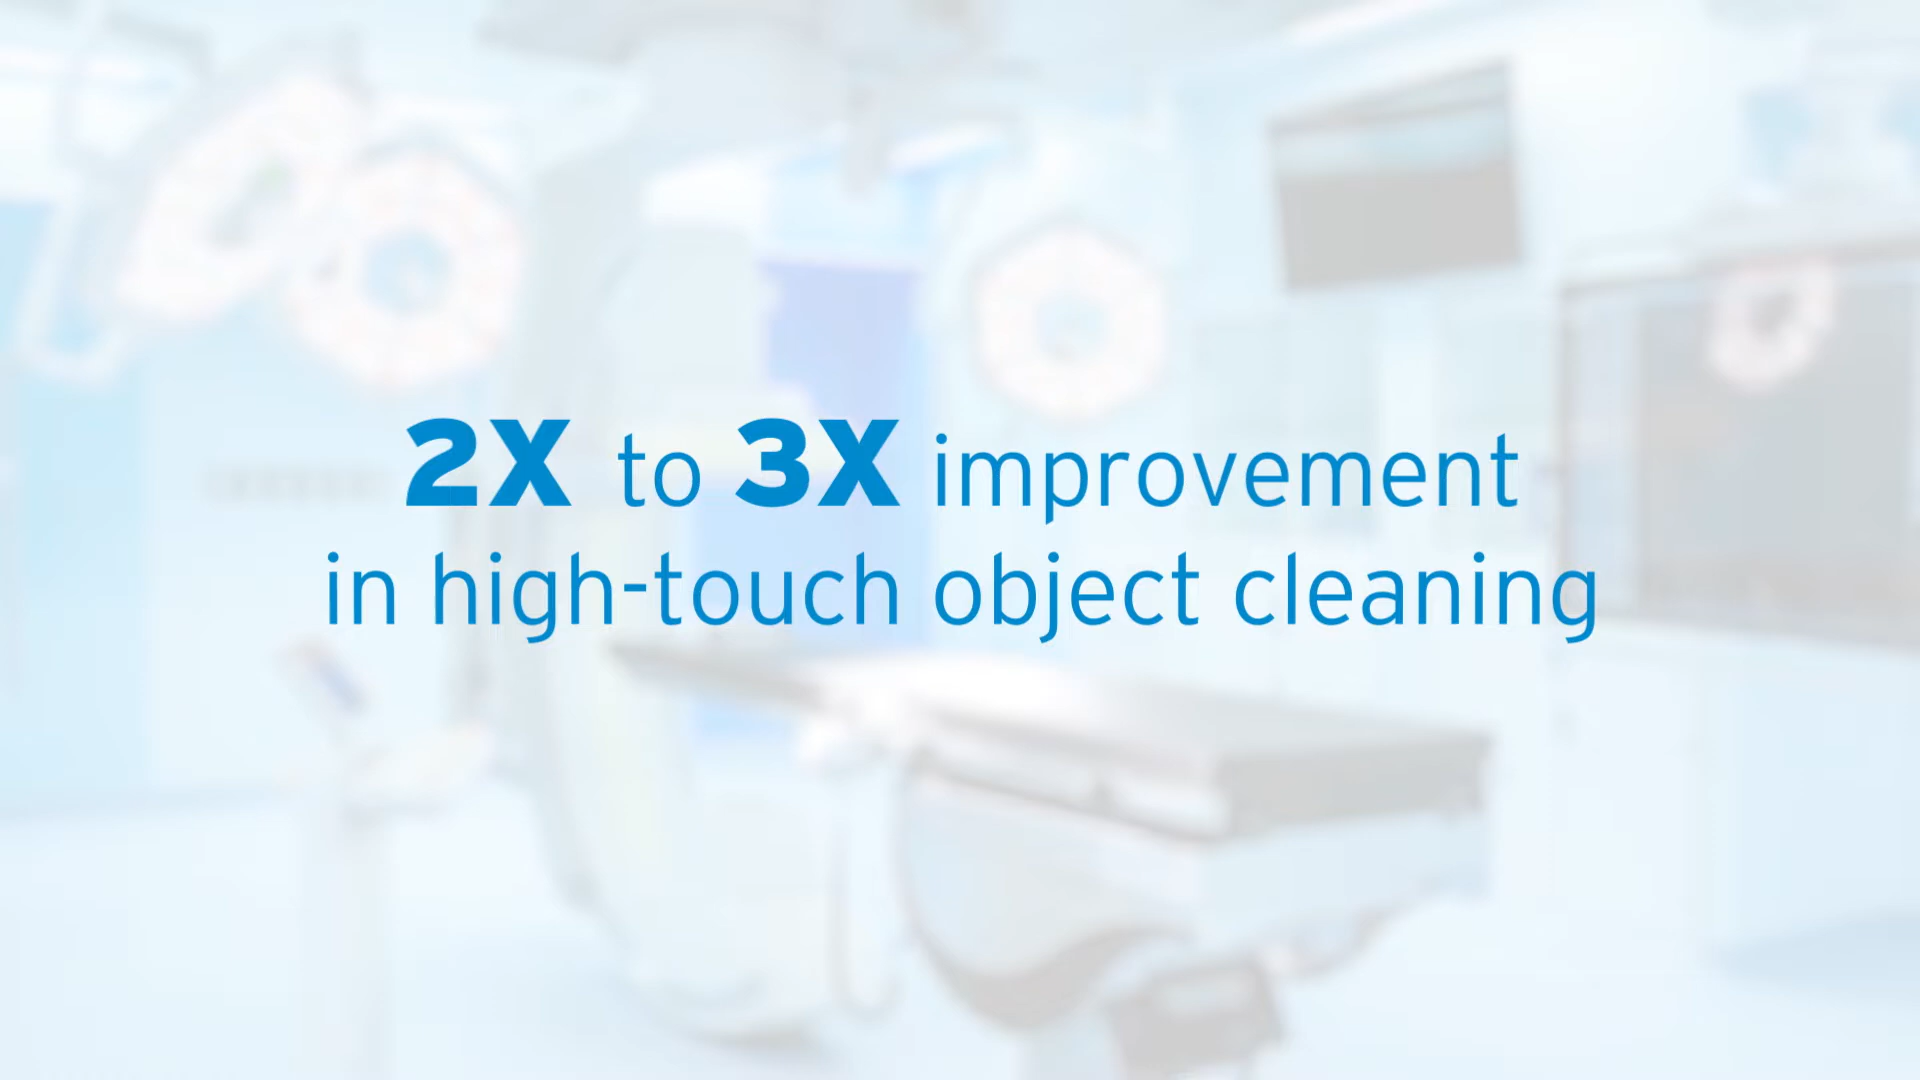 2X to 3X improvement
in high-touch object cleaning